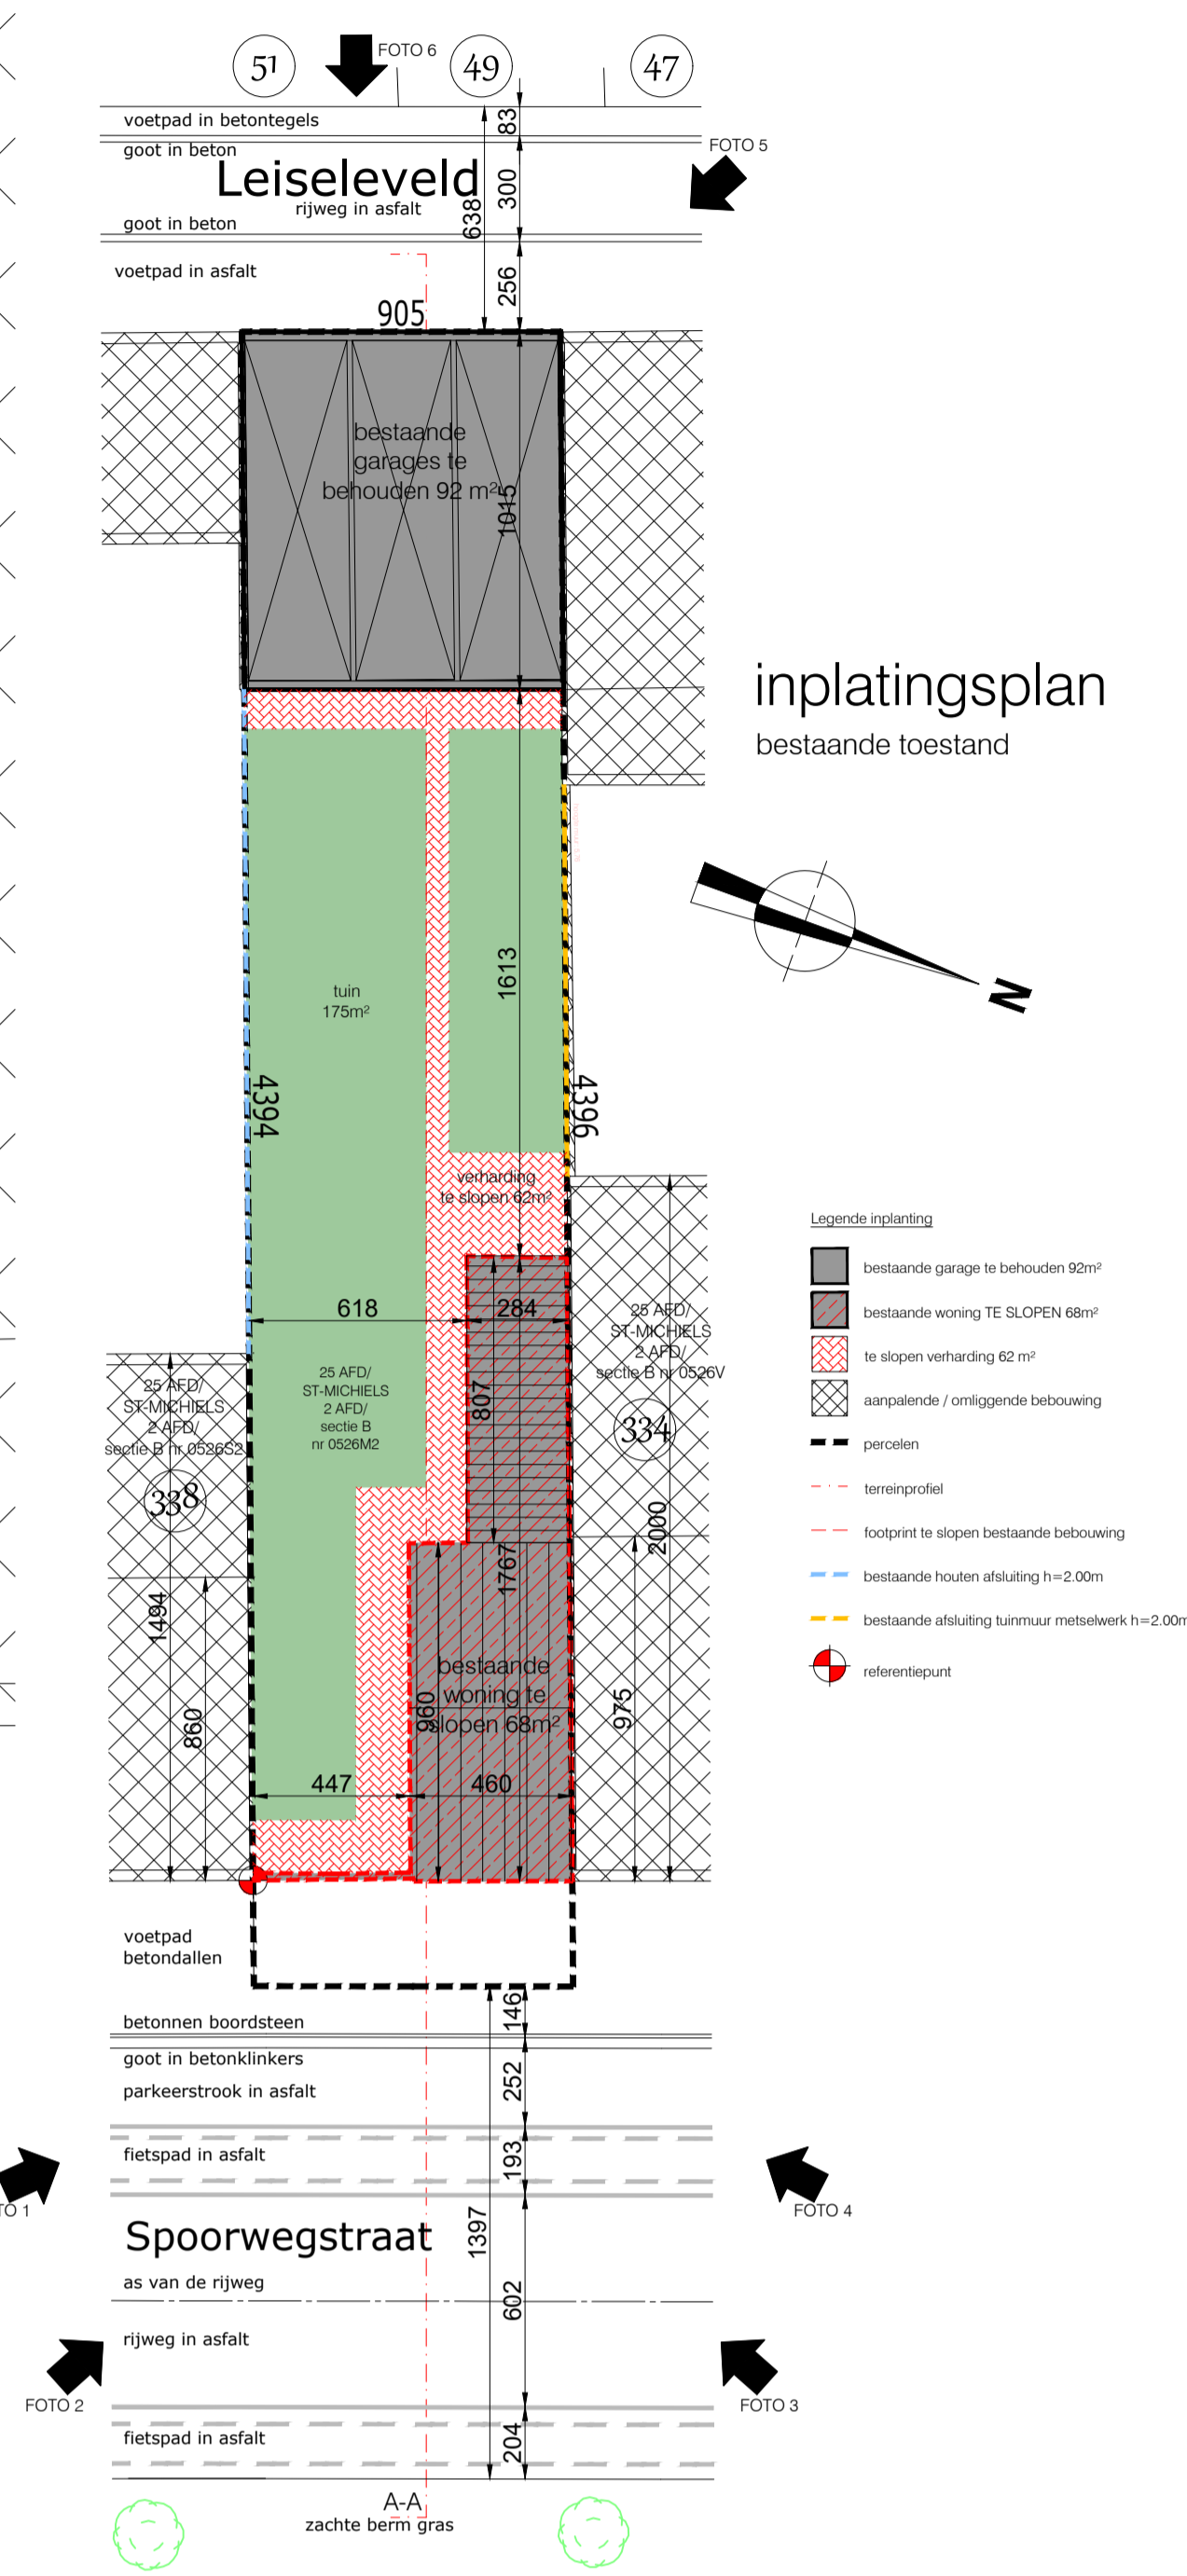 51
FOTO 6
49
47
voetpad in betontegels
83
goot in beton
FOTO 5
Leiseleveld
300
rijweg in asfalt
638
goot in beton
voetpad in asfalt
256
905
bestaande
garages te
behouden 92 m²
1015
inplatingsplan
bestaande toestand
N
1613
tuin
175m²
4394
4396
verharding
te slopen 62m²
618
284
807
25 AFD/
ST-MICHIELS
2 AFD/
sectie B nr 0526V
334
25 AFD/
ST-MICHIELS
2 AFD/
sectie B
nr 0526M2
25 AFD/
ST-MICHIELS
2 AFD/
sectie B nr 0526S2
338
2000
1767
1494
860
960
975
bestaande
woning te
slopen 68m²
447
460
Legende inplanting
bestaande garage te behouden 92m²
bestaande woning TE SLOPEN 68m²
te slopen verharding 62 m²
aanpalende / omliggende bebouwing
percelen
terreinprofiel
footprint te slopen bestaande bebouwing
bestaande houten afsluiting h=2.00m
bestaande afsluiting tuinmuur metselwerk h=2.00m
referentiepunt
voetpad
betondallen
146
betonnen boordsteen
goot in betonklinkers
252
parkeerstrook in asfalt
fietspad in asfalt
193
TO 1
FOTO 4
Spoorwegstraat
1397
as van de rijweg
602
rijweg in asfalt
FOTO 2
FOTO 3
fietspad in asfalt
204
A-A
zachte berm gras